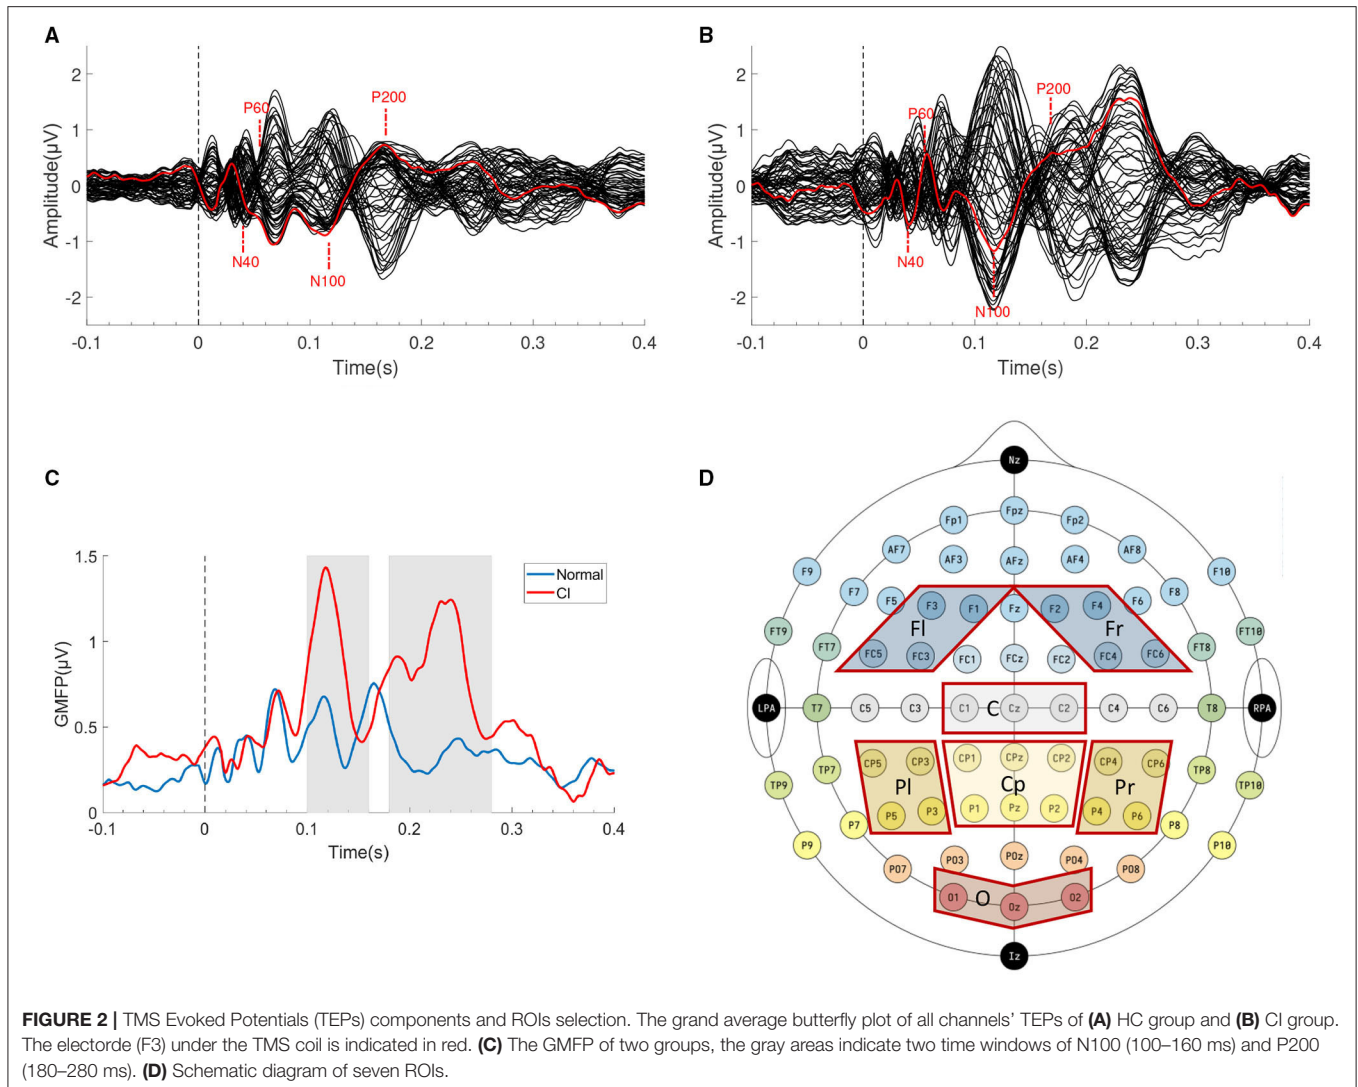 A
2
1
0
-1
-2
Amplitude(μV)
P60
P200
N40
N100
-0.1 0 0.1 0.2 0.3 0.4
Time(s)
B
2
1
0
-1
-2
Amplitude(μV)
P60
P200
N40
N100
-0.1 0 0.1 0.2 0.3 0.4
Time(s)
C
1.5
1
0.5
0
GMFP(μV)
Normal
CI
-0.1 0 0.1 0.2 0.3 0.4
Time(s)
D
Nz
Fp1 Fpz Fp2
AF7 AF3 AFz AF4 AF8
F9 F7 F5 F3 F1 Fz F2 F4 F6 F8 F10
Fl Fr
FT9 FT7 FC5 FC3 FC1 FCz FC2 FC4 FC6 FT8 FT10
LPA T7 C5 C3 C1 C Cz C2 C4 C6 T8 RPA
TP9 TP7 CP5 CP3 CP1 CPz CP2 CP4 CP6 TP8 TP10
Pl Cp Pr
P9 P7 P5 P3 P1 Pz P2 P4 P6 P8 P10
PO7 PO3 POz PO4 PO8
O1 O Oz O2
Iz
FIGURE 2 | TMS Evoked Potentials (TEPs) components and ROIs selection. The grand average butterfly plot of all channels' TEPs of (A) HC group and (B) CI group.
The electorde (F3) under the TMS coil is indicated in red. (C) The GMFP of two groups, the gray areas indicate two time windows of N100 (100–160 ms) and P200
(180–280 ms). (D) Schematic diagram of seven ROIs.